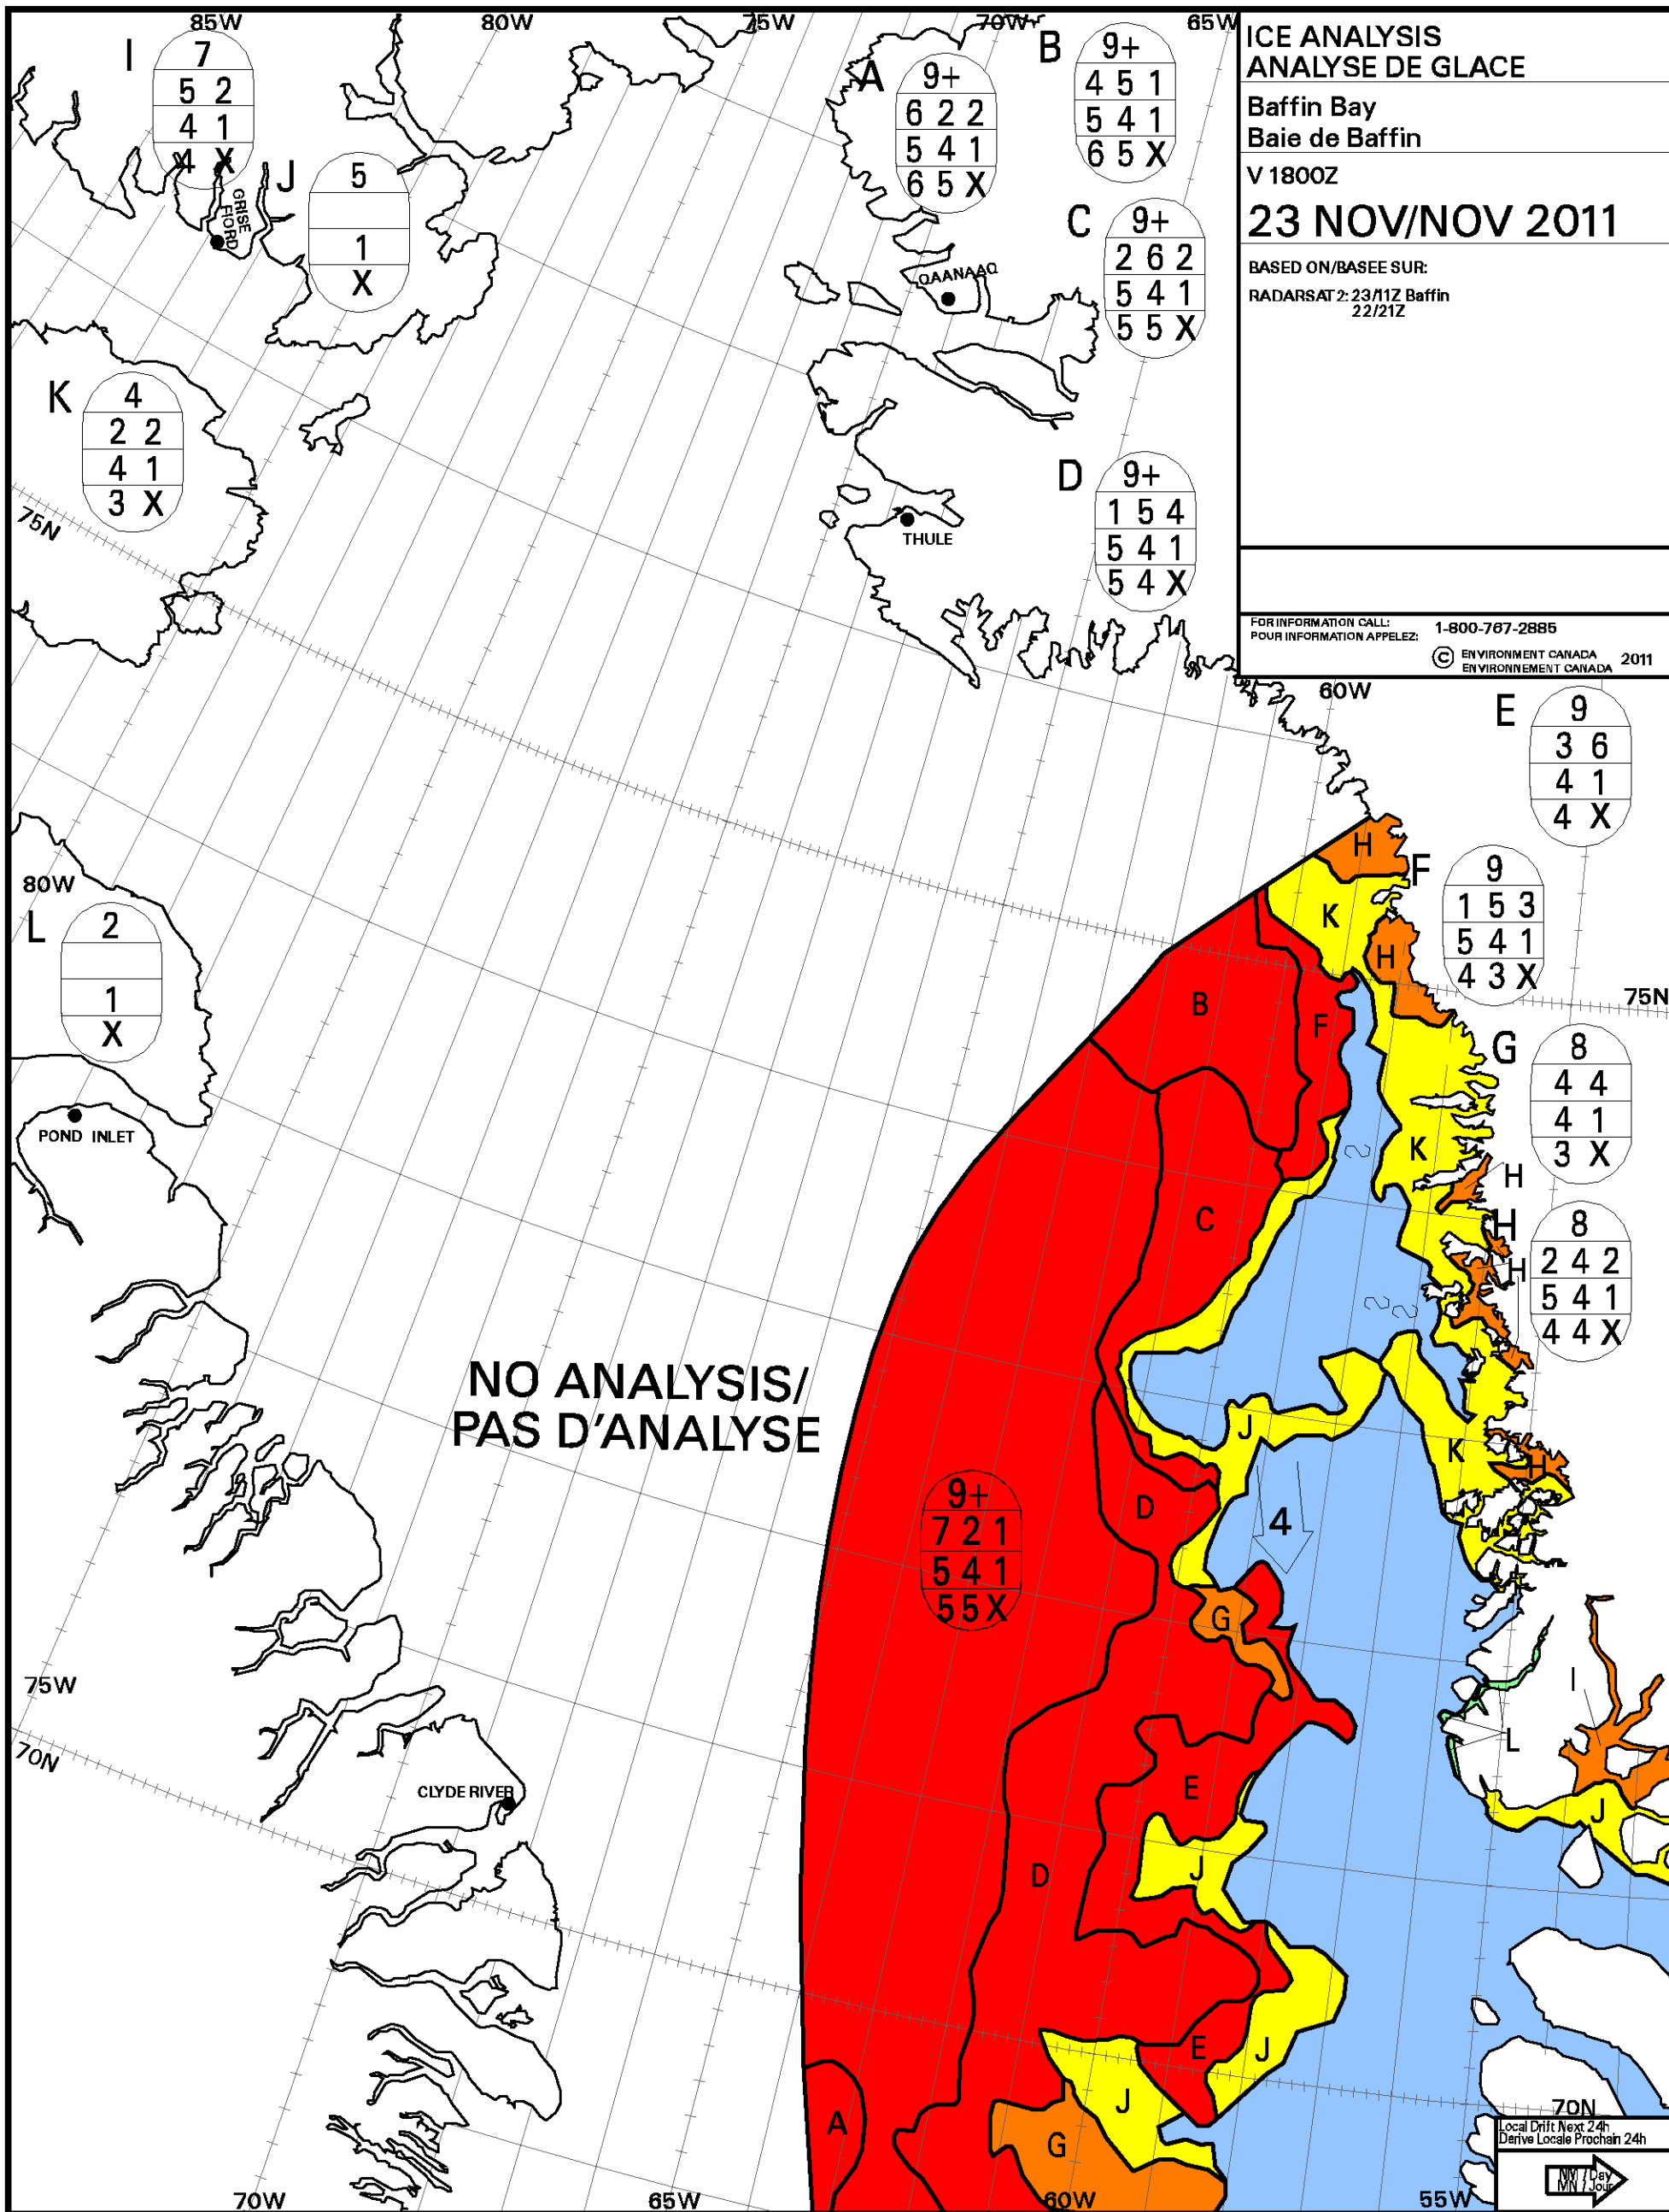 85W
80W
75W
70W
65W
ICE ANALYSIS
ANALYSE DE GLACE
Baffin Bay
Baie de Baffin
V 1800Z
23 NOV/NOV 2011
BASED ON/BASEE SUR:
RADARSAT 2: 23/11Z Baffin
22/21Z
FOR INFORMATION CALL:
POUR INFORMATION APPELEZ:
1-800-767-2885
© ENVIRONMENT CANADA
ENVIRONNEMENT CANADA
2011
I
7
5 2
4 1
4 X
J
5
1
X
A
9+
6 2 2
5 4 1
6 5 X
B
9+
4 5 1
5 4 1
6 5 X
C
9+
2 6 2
5 4 1
5 5 X
GRISE
FIORD
QAANAAQ
K
4
2 2
4 1
3 X
D
9+
1 5 4
5 4 1
5 4 X
75N
THULE
60W
E
9
3 6
4 1
4 X
F
9
1 5 3
5 4 1
4 3 X
80W
L
2
1
X
H
K
H
75N
B
F
G
8
4 4
4 1
3 X
POND INLET
K
H
H
8
2 4 2
5 4 1
4 4 X
C
H
NO ANALYSIS/
PAS D'ANALYSE
J
K
H
9+
7 2 1
5 4 1
5 5 X
D
4
G
I
75W
L
70N
CLYDE RIVER
E
J
D
J
E
J
A
J
G
70N
Local Drift Next 24h
Derive Locale Prochain 24h
NM / Day
MN / Jour
70W
65W
60W
55W